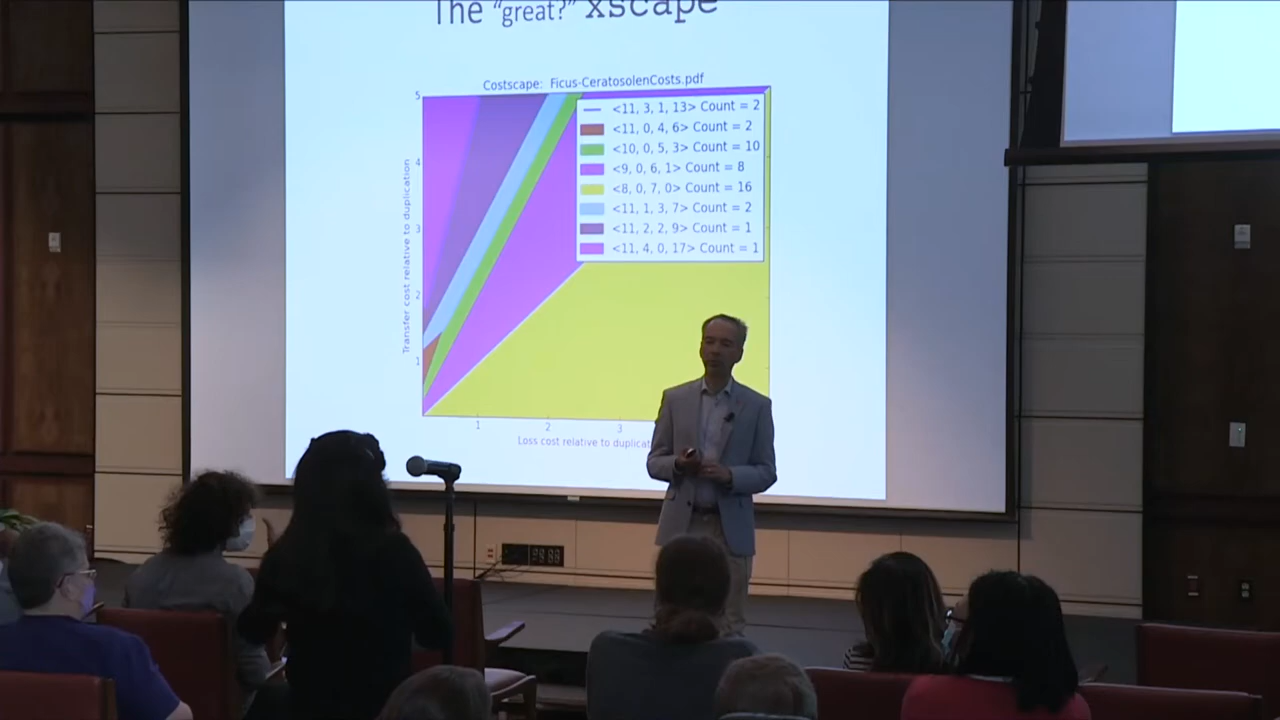 The "great?" xscape
Costscape: Ficus-CeratosolenCosts.pdf
<11, 3, 1, 13> Count = 2
<11, 0, 4, 6> Count = 2
<10, 0, 5, 3> Count = 10
<9, 0, 6, 1> Count = 8
<8, 0, 7, 0> Count = 16
<11, 1, 3, 7> Count = 2
<11, 2, 2, 9> Count = 1
<11, 4, 0, 17> Count = 1
Transfer cost relative to duplication
5
4
3
2
1
1 2 3
Loss cost relative to duplicat